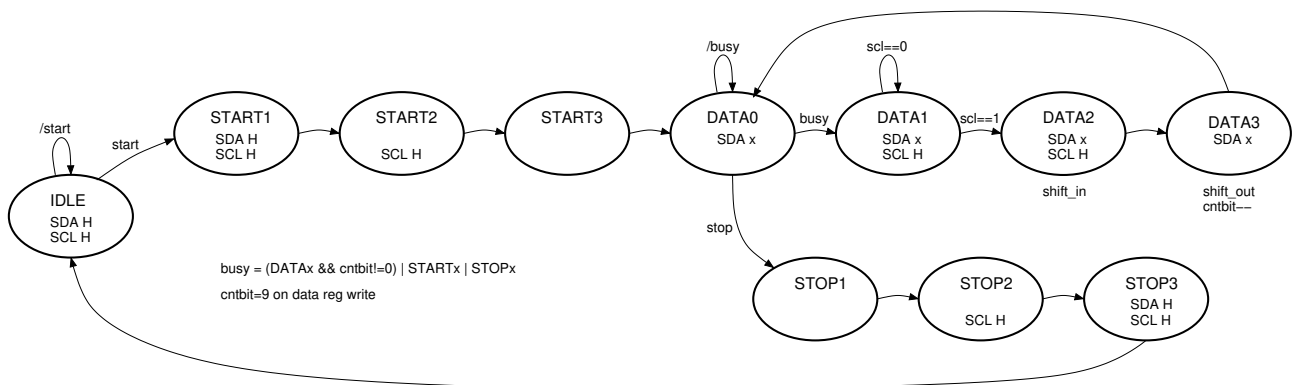 /busy
scl==0
START1
SDA H
SCL H
START2
SCL H
START3
DATA0
SDA x
busy
DATA1
SDA x
SCL H
scl==1
DATA2
SDA x
SCL H
shift_in
DATA3
SDA x
shift_out
cntbit--
/start
start
IDLE
SDA H
SCL H
stop
busy = (DATAx && cntbit!=0) | STARTx | STOPx
cntbit=9 on data reg write
STOP1
STOP2
SCL H
STOP3
SDA H
SCL H